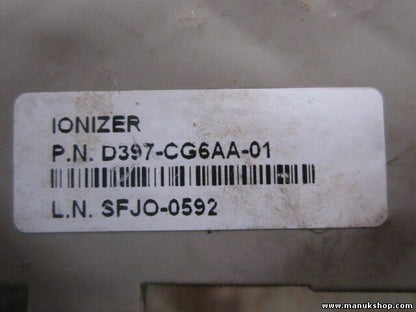 IONIZER
P.N. D397-CG6AA-01
L.N. SFJO-0592
www.manukshop.com